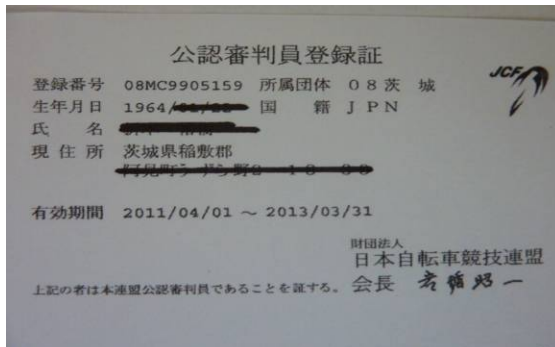 公認審判員登録証
JCF
登録番号 08MC9905159 所属団体 08茨 城
生年月日 1964/ 国 籍 JPN
氏 名
現住所 茨城県稲敷郡
有効期間 2011/04/01 ～ 2013/03/31
財団法人
日本自転車競技連盟
上記の者は本連盟公認審判員であることを証する。 会長